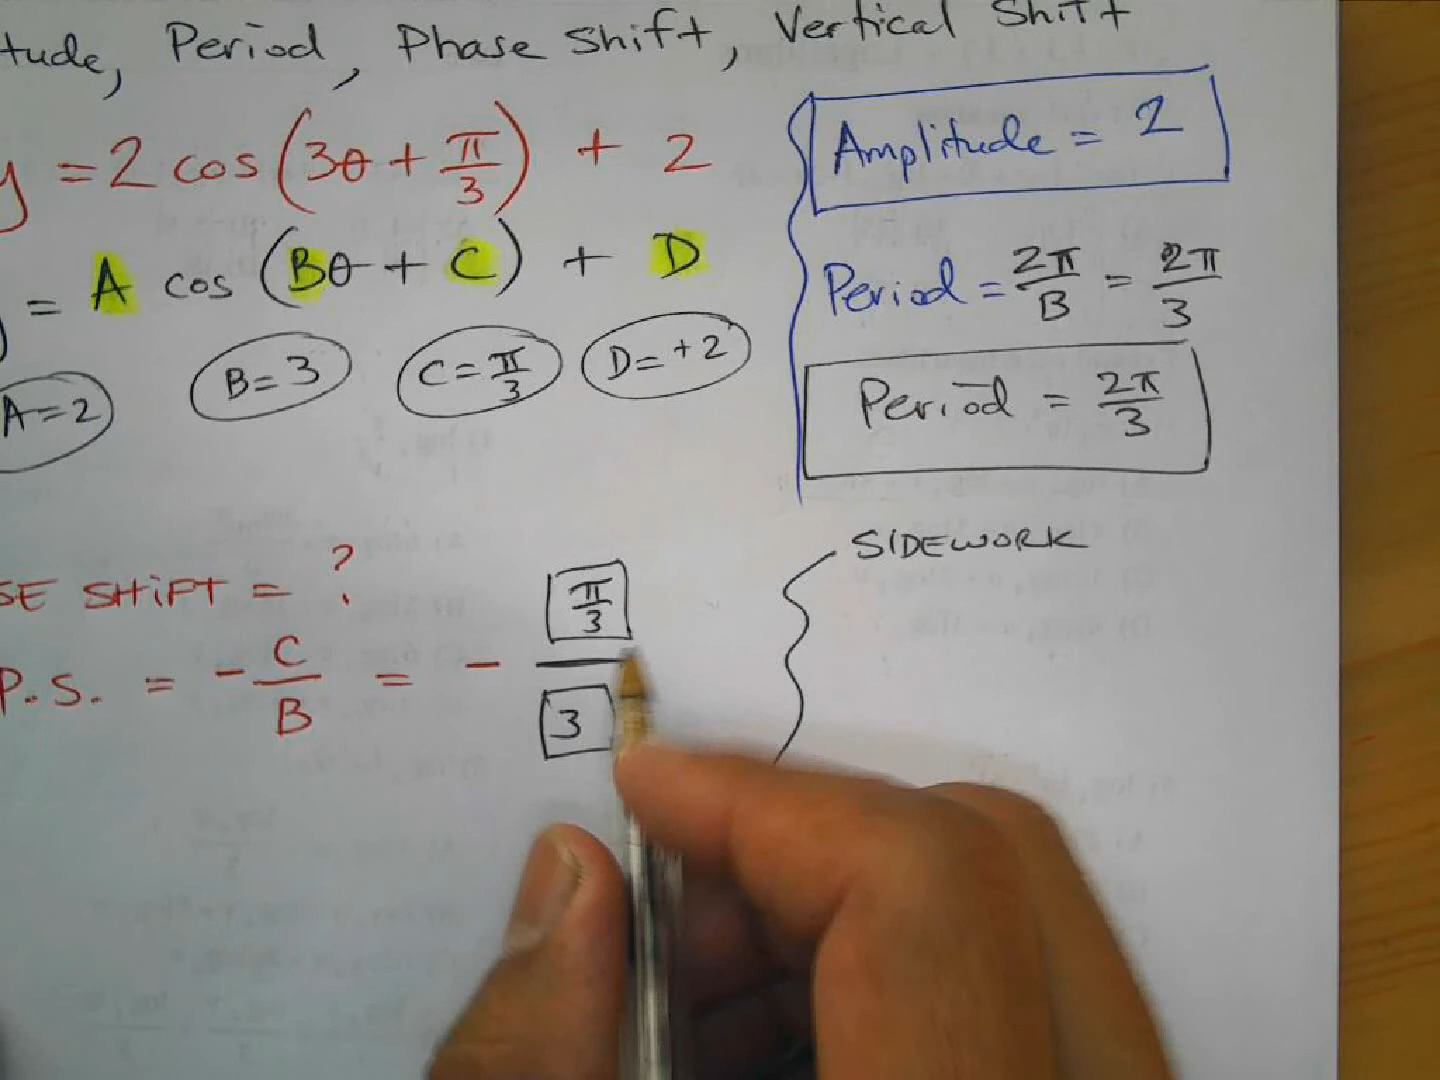 tude, Period, Phase Shift, Vertical Shift
y = 2 cos(3θ + π/3) + 2
= A cos(Bθ + C) + D
A=2 B=3 C=π/3 D=+2
Amplitude = 2
Period = 2π/B = 2π/3
Period = 2π/3
SE SHIFT = ?
P.S. = -C/B = - π/3 / 3
SIDEWORK